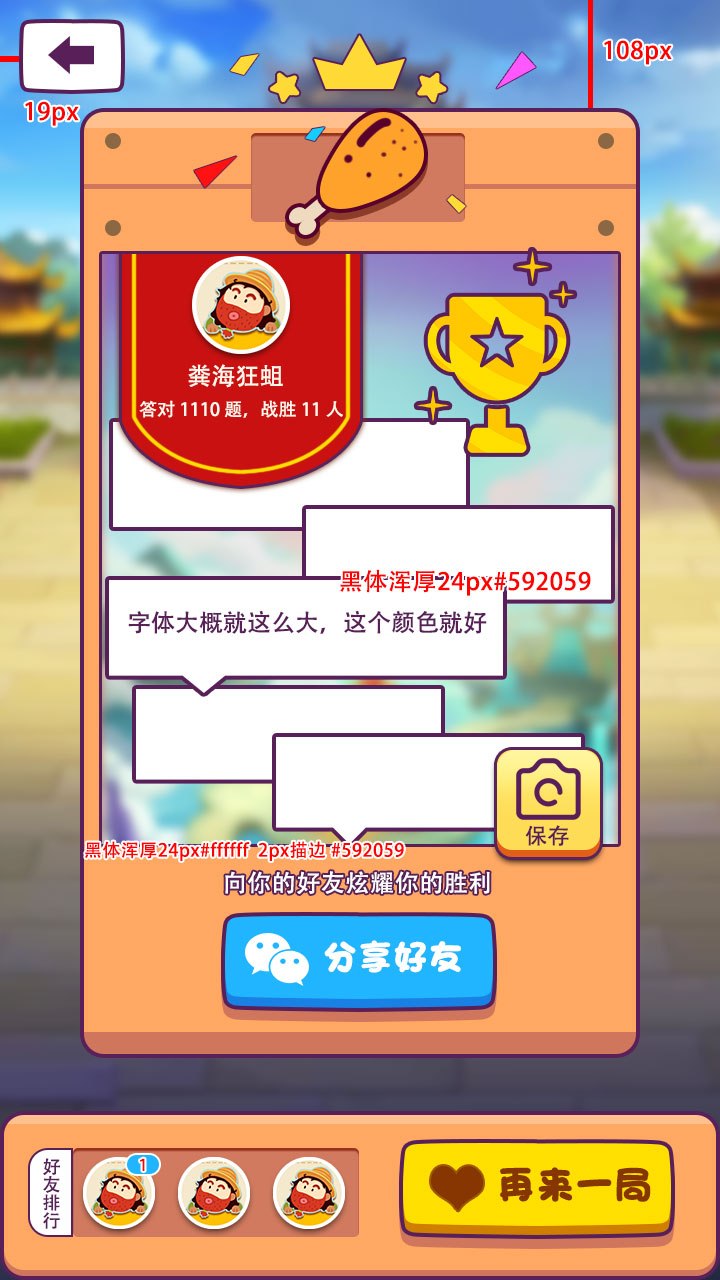 108px
19px
粪海狂蛆
答对 1110 题，战胜 11 人
黑体浑厚24px#592059
字体大概就这么大，这个颜色就好
保存
黑体浑厚24px#ffffff 2px描边 #592059
向你的好友炫耀你的胜利
分享好友
好友排行
1
再来一局